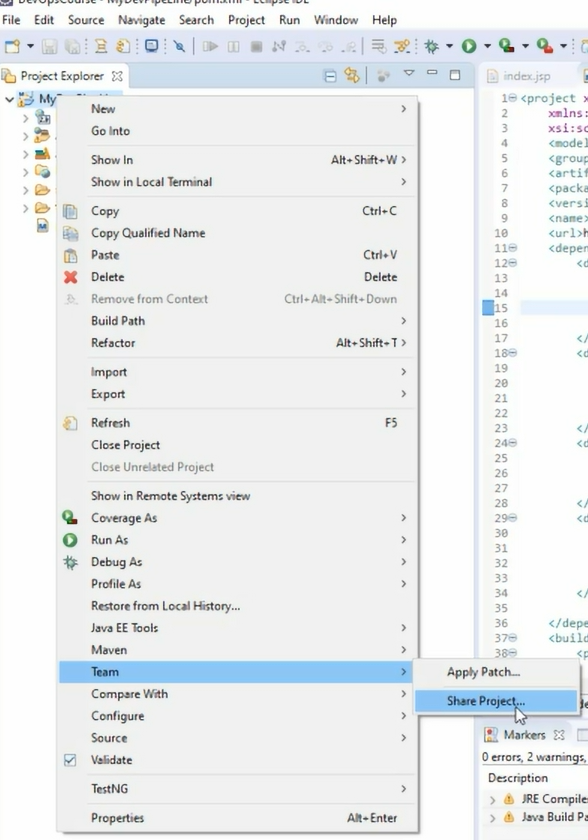 DevOpsCourse - MyDevPipeLine/pom.xml - Eclipse IDE
File Edit Source Navigate Search Project Run Window Help
Project Explorer
index.jsp
New
Go Into
Show In Alt+Shift+W
Show in Local Terminal
Copy Ctrl+C
Copy Qualified Name
Paste Ctrl+V
Delete Delete
Remove from Context Ctrl+Alt+Shift+Down
Build Path
Refactor Alt+Shift+T
Import
Export
Refresh F5
Close Project
Close Unrelated Project
Show in Remote Systems view
Coverage As
Run As
Debug As
Profile As
Restore from Local History...
Java EE Tools
Maven
Team
Compare With
Configure
Source
Validate
TestNG
Properties Alt+Enter
Apply Patch...
Share Project...
1 <project x
2 xmlns:
3 xsi:sc
4 <model
5 <group
6 <artif
7 <packa
8 <versi
9 <name>
10 <url>h
11 <depen
12 <d
13
14
15
16
17 </
18 <d
19
20
21
22
23 </
24 <d
25
26
27
28 </
29 <d
30
31
32
33
34 </
35
36 </depe
37 <build
38 <p
Markers
0 errors, 2 warnings,
Description
JRE Compile
Java Build Pa